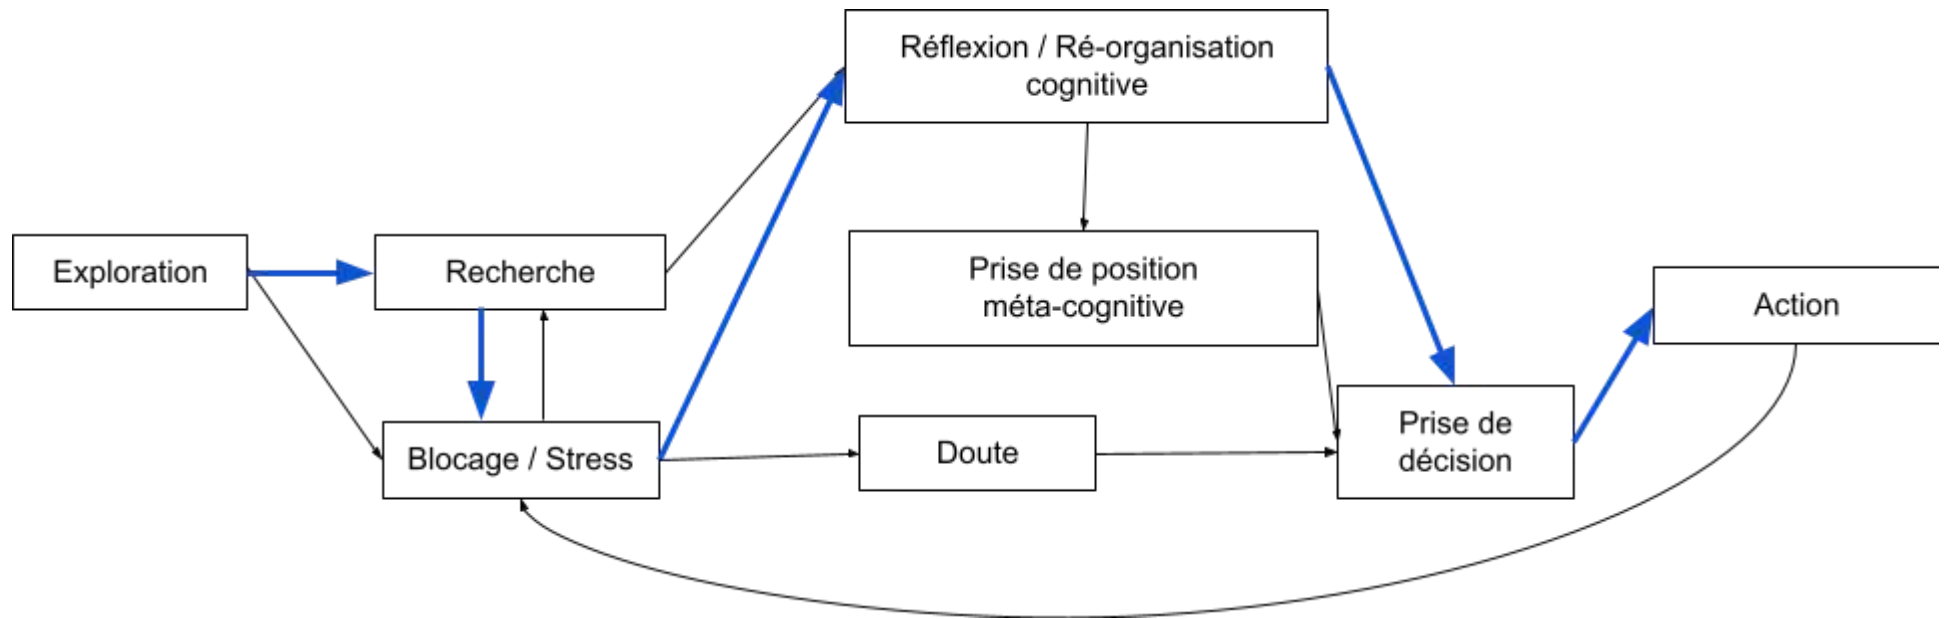 Réflexion / Ré-organisation
cognitive
Exploration
Recherche
Prise de position
méta-cognitive
Action
Blocage / Stress
Doute
Prise de
décision